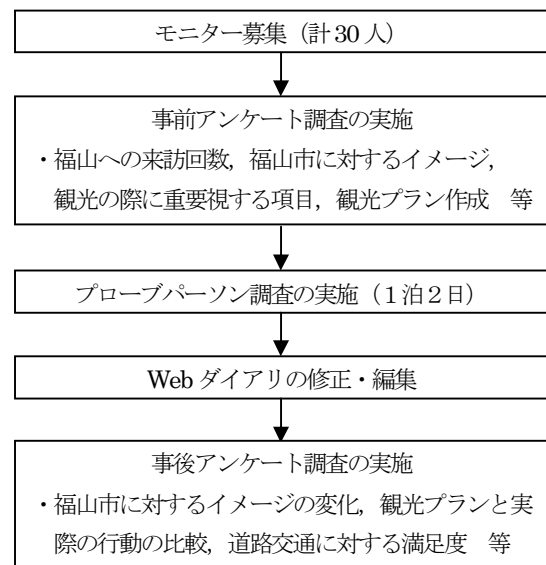 モニター募集（計30人）
事前アンケート調査の実施
・福山への来訪回数，福山市に対するイメージ，
観光の際に重要視する項目，観光プラン作成　等
プローブパーソン調査の実施（１泊２日）
Webダイアリの修正・編集
事後アンケート調査の実施
・福山市に対するイメージの変化，観光プランと実
際の行動の比較，道路交通に対する満足度　等